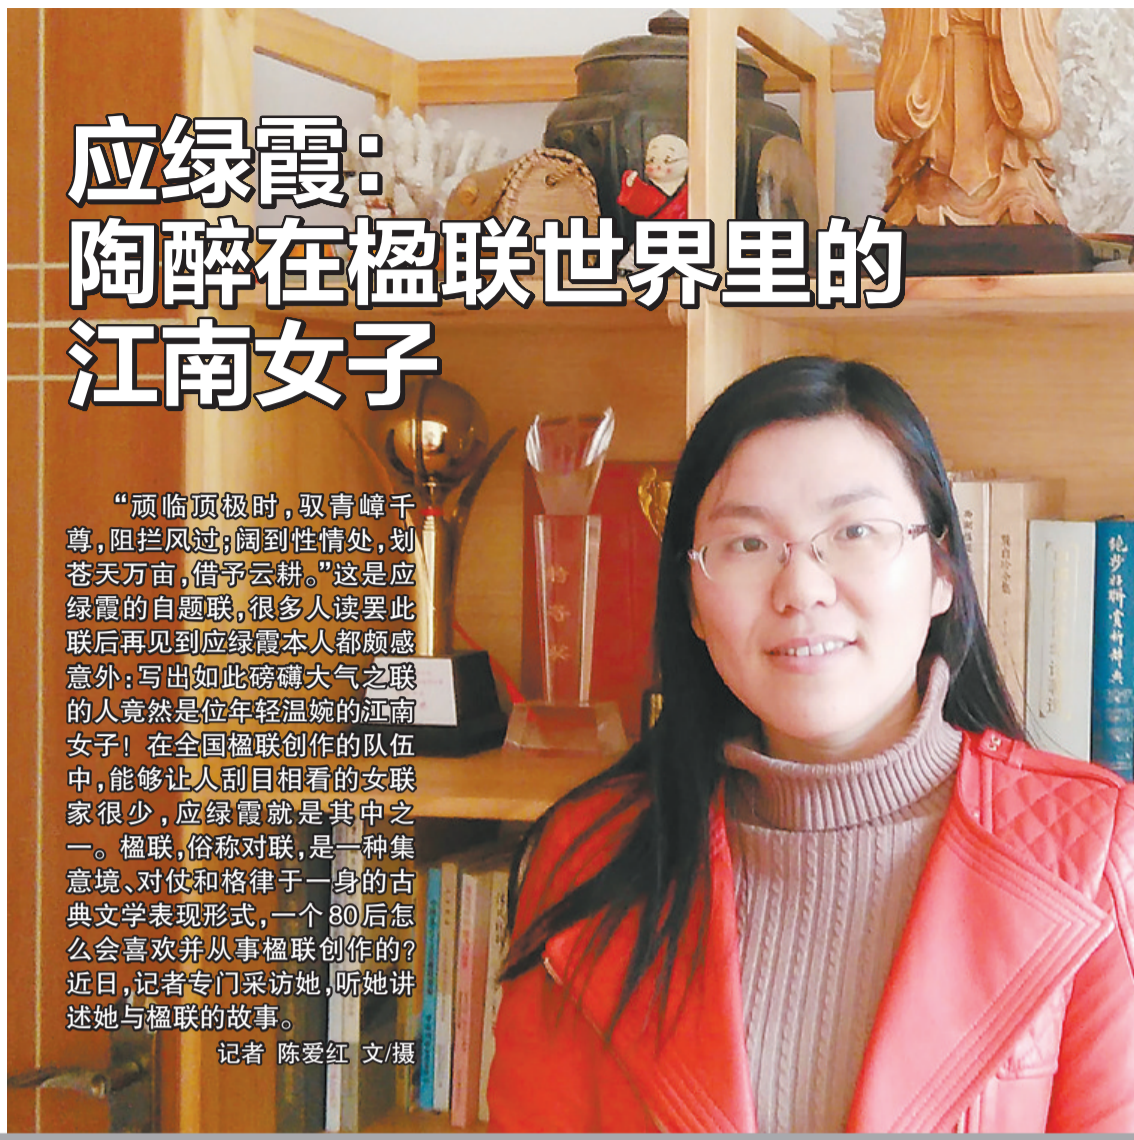 应绿霞：
陶醉在楹联世界里的
江南女子
“顽临顶极时，驭青嶂千
尊，阻拦风过；阔到性情处，划
苍天万亩，借予云耕。”这是应
绿霞的自题联，很多人读罢此
联后再见到应绿霞本人都颇感
意外：写出如此磅礴大气之联
的人竟然是位年轻温婉的江南
女子！在全国楹联创作的队伍
中，能够让人刮目相看的女联
家很少，应绿霞就是其中之
一。楹联，俗称对联，是一种集
意境、对仗和格律于一身的古
典文学表现形式，一个80后怎
么会喜欢并从事楹联创作的？
近日，记者专门采访她，听她讲
述她与楹联的故事。
记者 陈爱红 文/摄